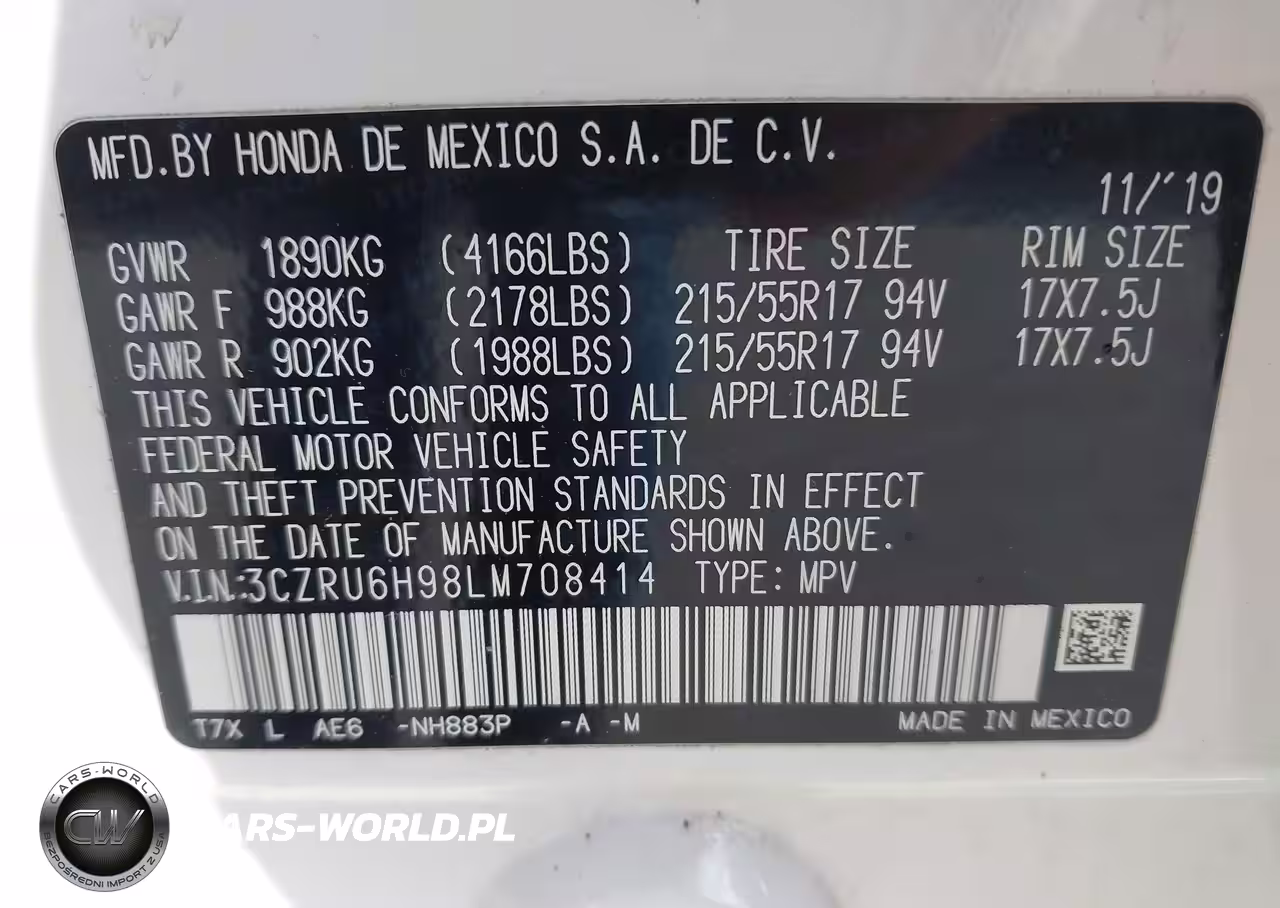 MFD.BY HONDA DE MEXICO S.A. DE C.V.
11/'19
GVWR 1890KG (4166LBS) TIRE SIZE RIM SIZE
GAWR F 988KG (2178LBS) 215/55R17 94V 17X7.5J
GAWR R 902KG (1988LBS) 215/55R17 94V 17X7.5J
THIS VEHICLE CONFORMS TO ALL APPLICABLE
FEDERAL MOTOR VEHICLE SAFETY
AND THEFT PREVENTION STANDARDS IN EFFECT
ON THE DATE OF MANUFACTURE SHOWN ABOVE.
V.I.N.:3CZRU6H98LM708414 TYPE: MPV
T7X L AE6 -NH883P -A -M MADE IN MEXICO
CARS-WORLD
CW
BEZPOŚREDNI IMPORT Z USA
CARS-WORLD.PL